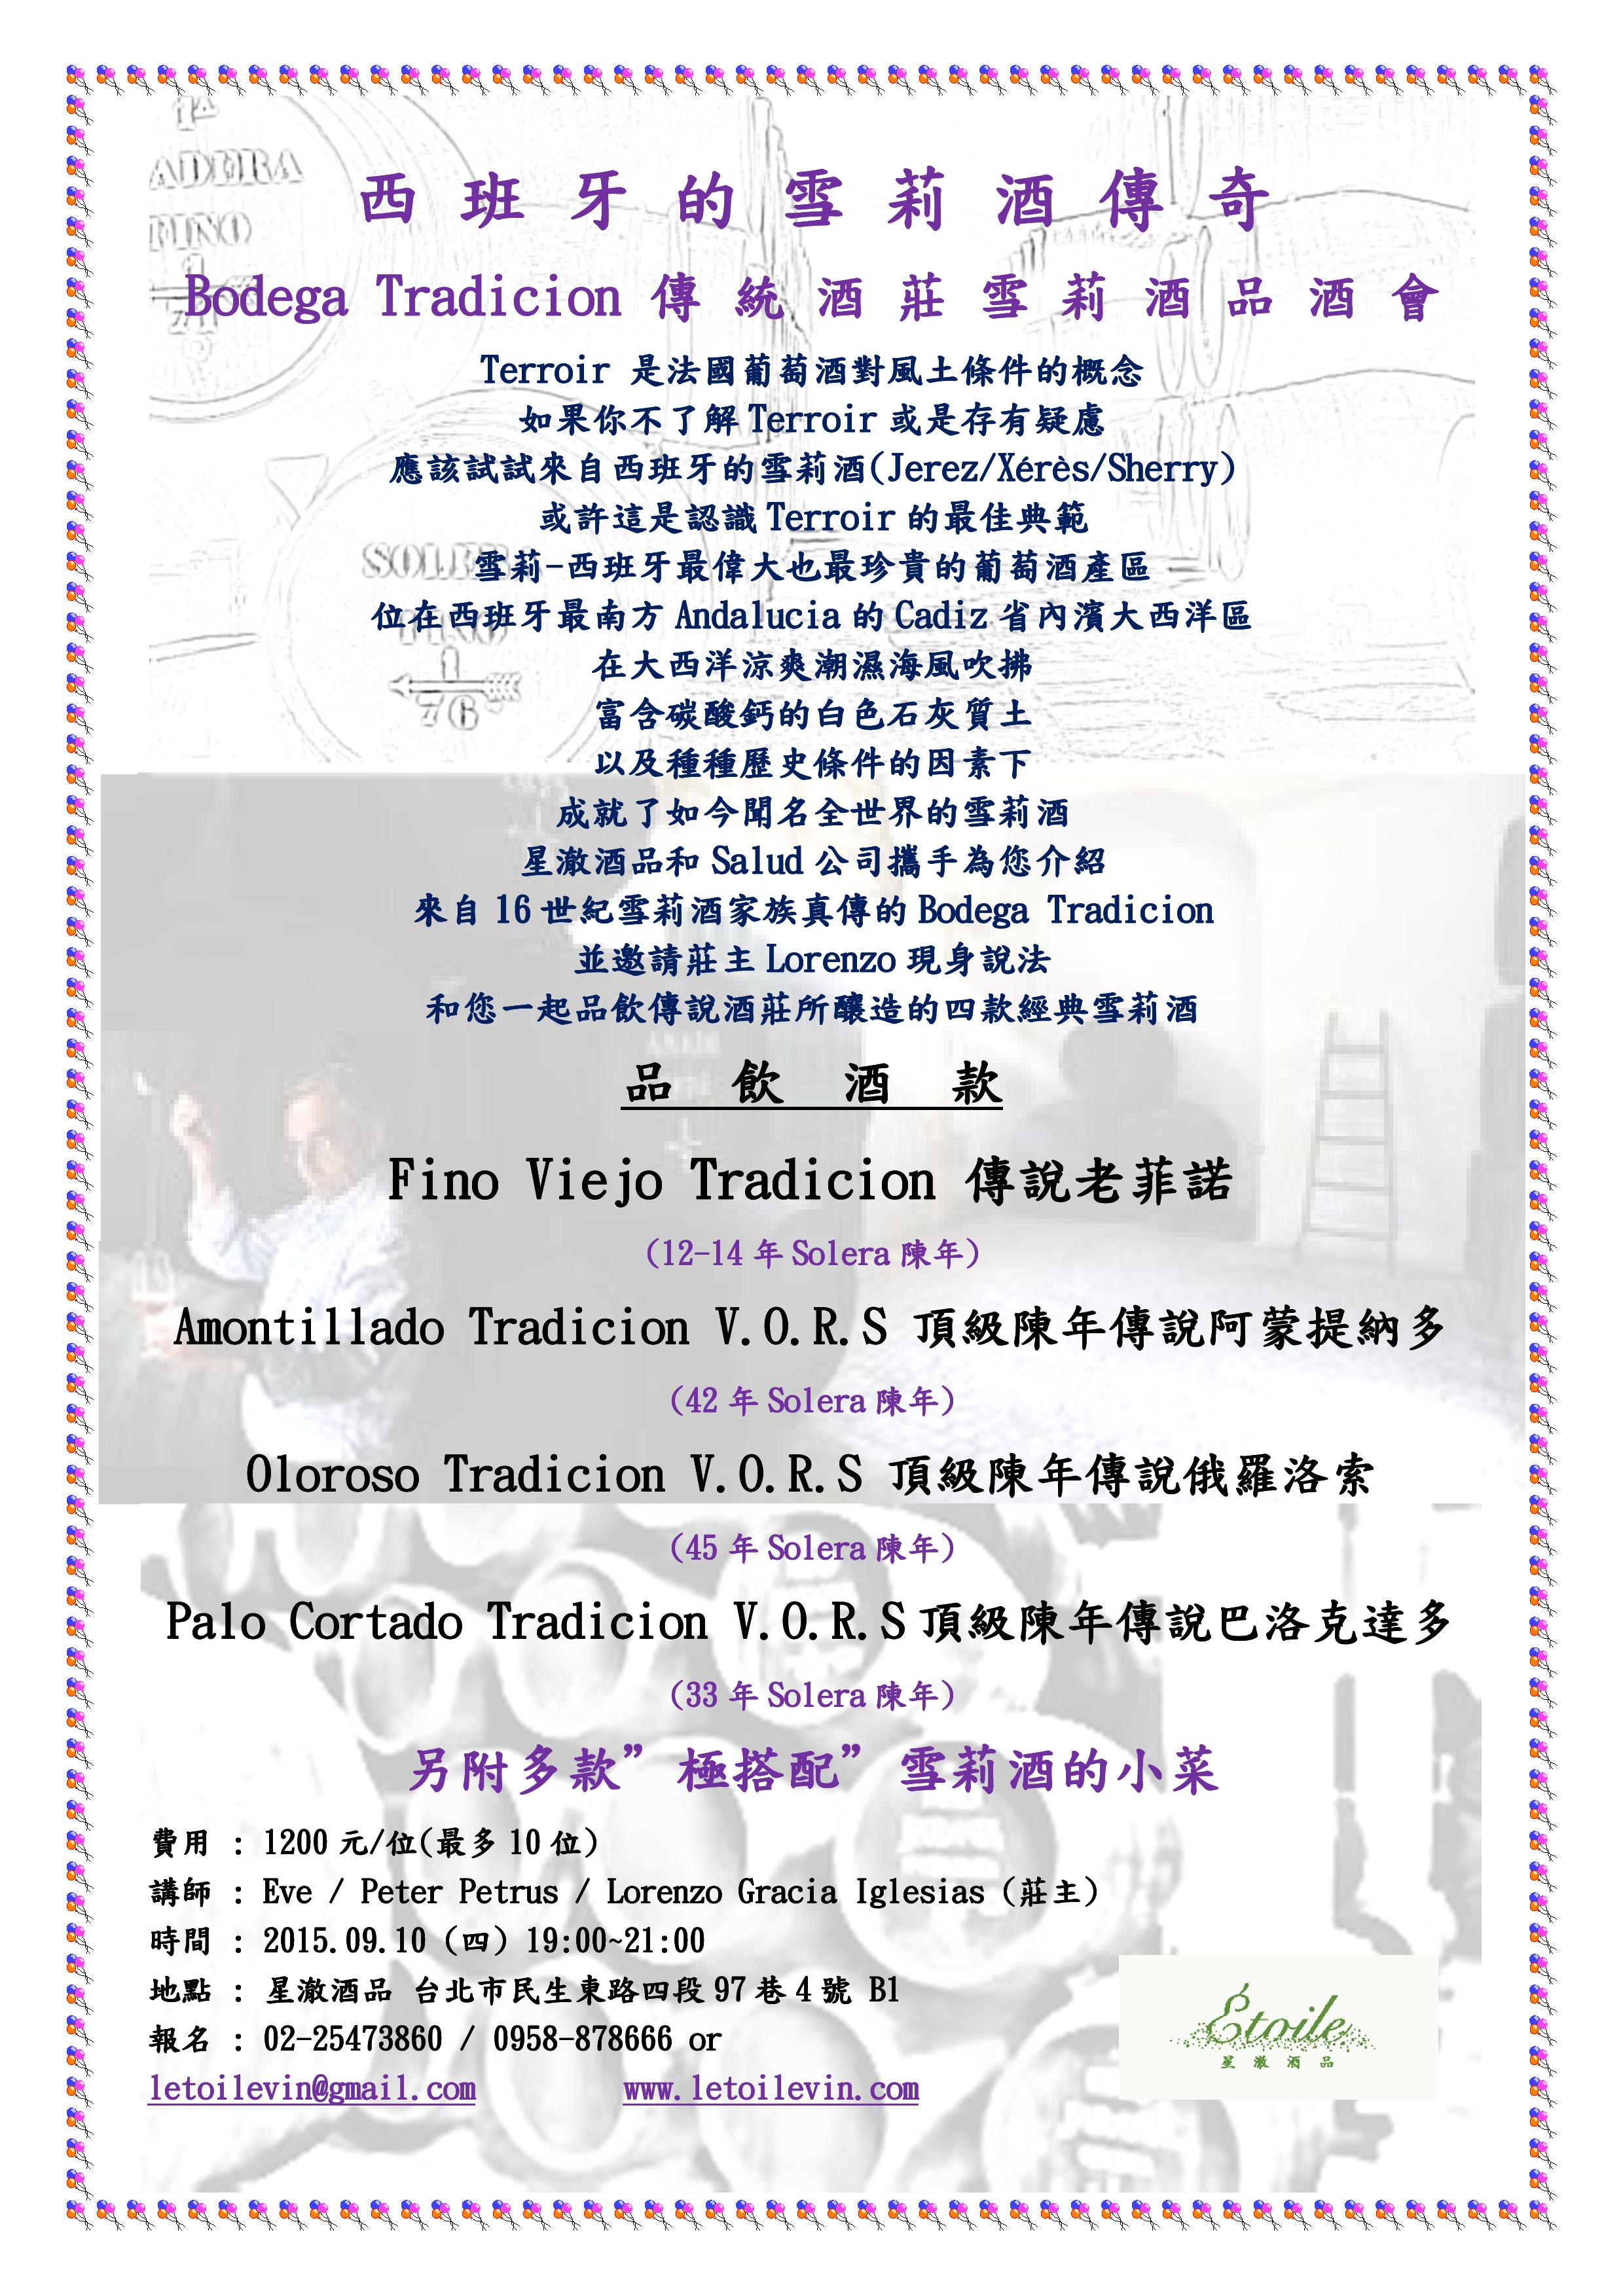 西班牙的雪莉酒傳奇
Bodega Tradicion 傳統酒莊雪莉酒品酒會
Terroir 是法國葡萄酒對風土條件的概念
如果你不了解 Terroir 或是存有疑慮
應該試試來自西班牙的雪莉酒(Jerez/Xérès/Sherry)
或許這是認識 Terroir 的最佳典範
雪莉-西班牙最偉大也最珍貴的葡萄酒產區
位在西班牙最南方 Andalucia 的 Cadiz 省內濱大西洋區
在大西洋涼爽潮濕海風吹拂
富含碳酸鈣的白色石灰質土
以及種種歷史條件的因素下
成就了如今聞名全世界的雪莉酒
星澈酒品和 Salud 公司攜手為您介紹
來自 16 世紀雪莉酒家族真傳的 Bodega Tradicion
並邀請莊主 Lorenzo 現身說法
和您一起品飲傳說酒莊所釀造的四款經典雪莉酒
品飲酒款
Fino Viejo Tradicion 傳說老菲諾
(12-14 年 Solera 陳年)
Amontillado Tradicion V.O.R.S 頂級陳年傳說阿蒙提納多
(42 年 Solera 陳年)
Oloroso Tradicion V.O.R.S 頂級陳年傳說俄羅洛索
(45 年 Solera 陳年)
Palo Cortado Tradicion V.O.R.S 頂級陳年傳說巴洛克達多
(33 年 Solera 陳年)
另附多款”極搭配”雪莉酒的小菜
費用 : 1200 元/位(最多 10 位)
講師 : Eve / Peter Petrus / Lorenzo Gracia Iglesias (莊主)
時間 : 2015.09.10 (四) 19:00~21:00
地點 : 星澈酒品 台北市民生東路四段 97 巷 4 號 B1
報名 : 02-25473860 / 0958-878666 or
letoilevin@gmail.com www.letoilevin.com
Étoile
星澈酒品
ADURA
FINO
SOLER
FINO
1
76